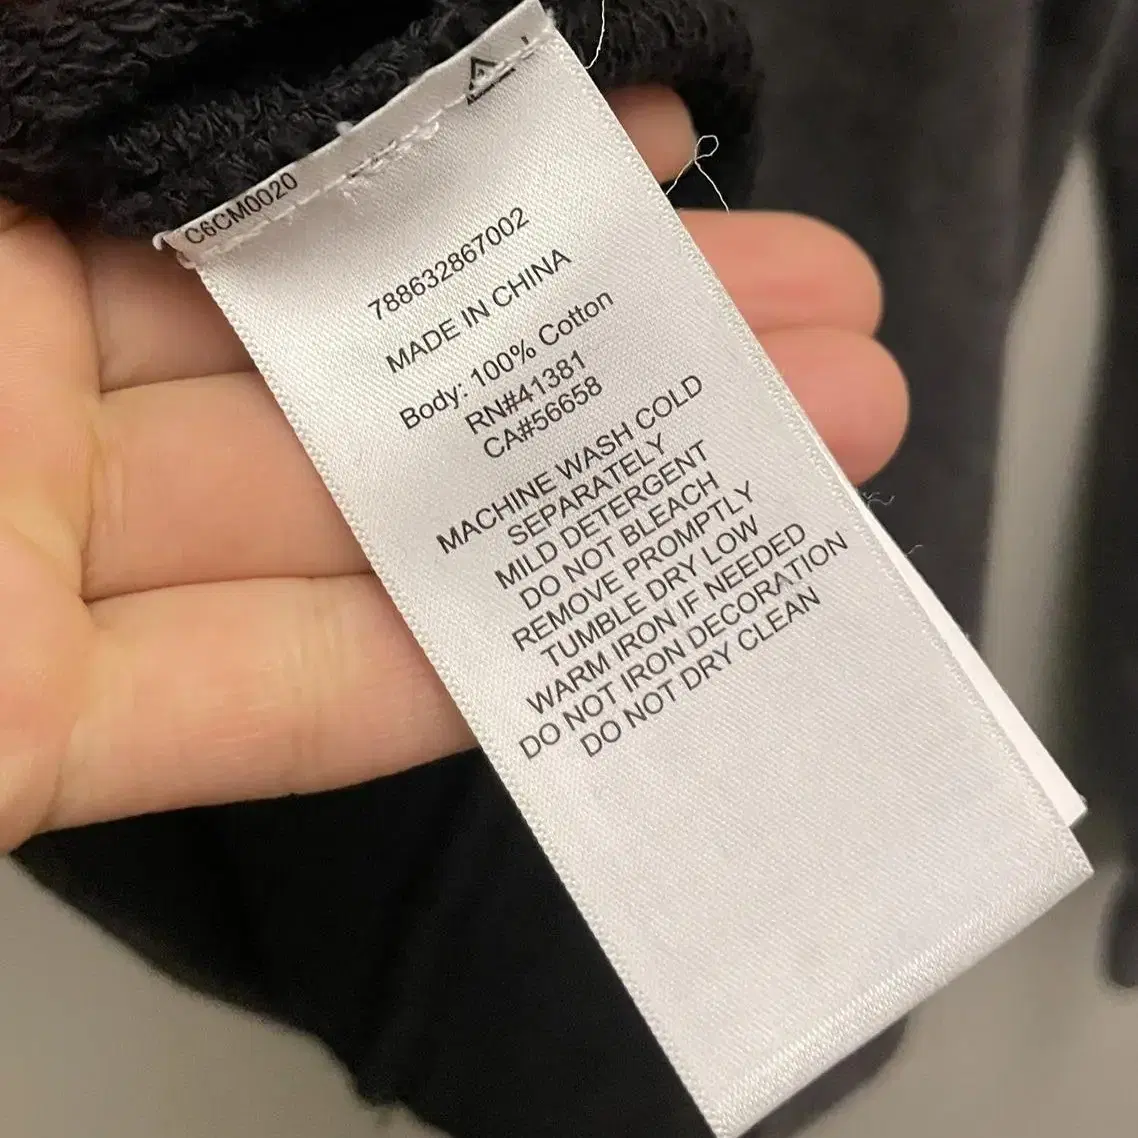 C6CM0020
788632867002
MADE IN CHINA
Body: 100% Cotton
RN#41381
CA#56658
MACHINE WASH COLD
SEPARATELY
MILD DETERGENT
DO NOT BLEACH
REMOVE PROMPTLY
TUMBLE DRY LOW
WARM IRON IF NEEDED
DO NOT IRON DECORATION
DO NOT DRY CLEAN